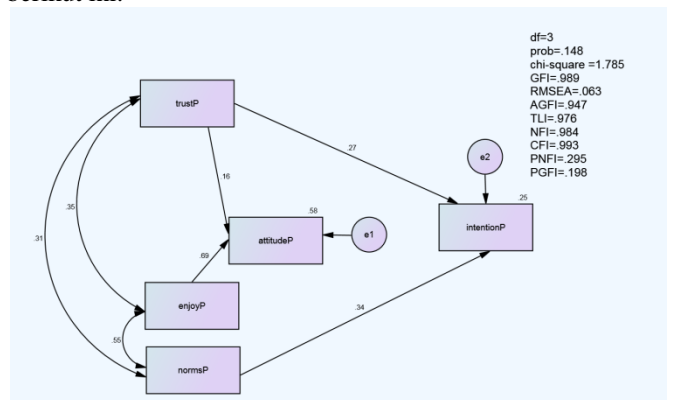 df=3
prob=.148
chi-square =1.785
GFI=.989
RMSEA=.063
AGFI=.947
TLI=.976
NFI=.984
CFI=.993
PNFI=.295
PGFI=.198
trustP
.27
e2
.16
.58
.25
.35
.31
attitudeP
e1
intentionP
.69
enjoyP
.34
.55
normsP